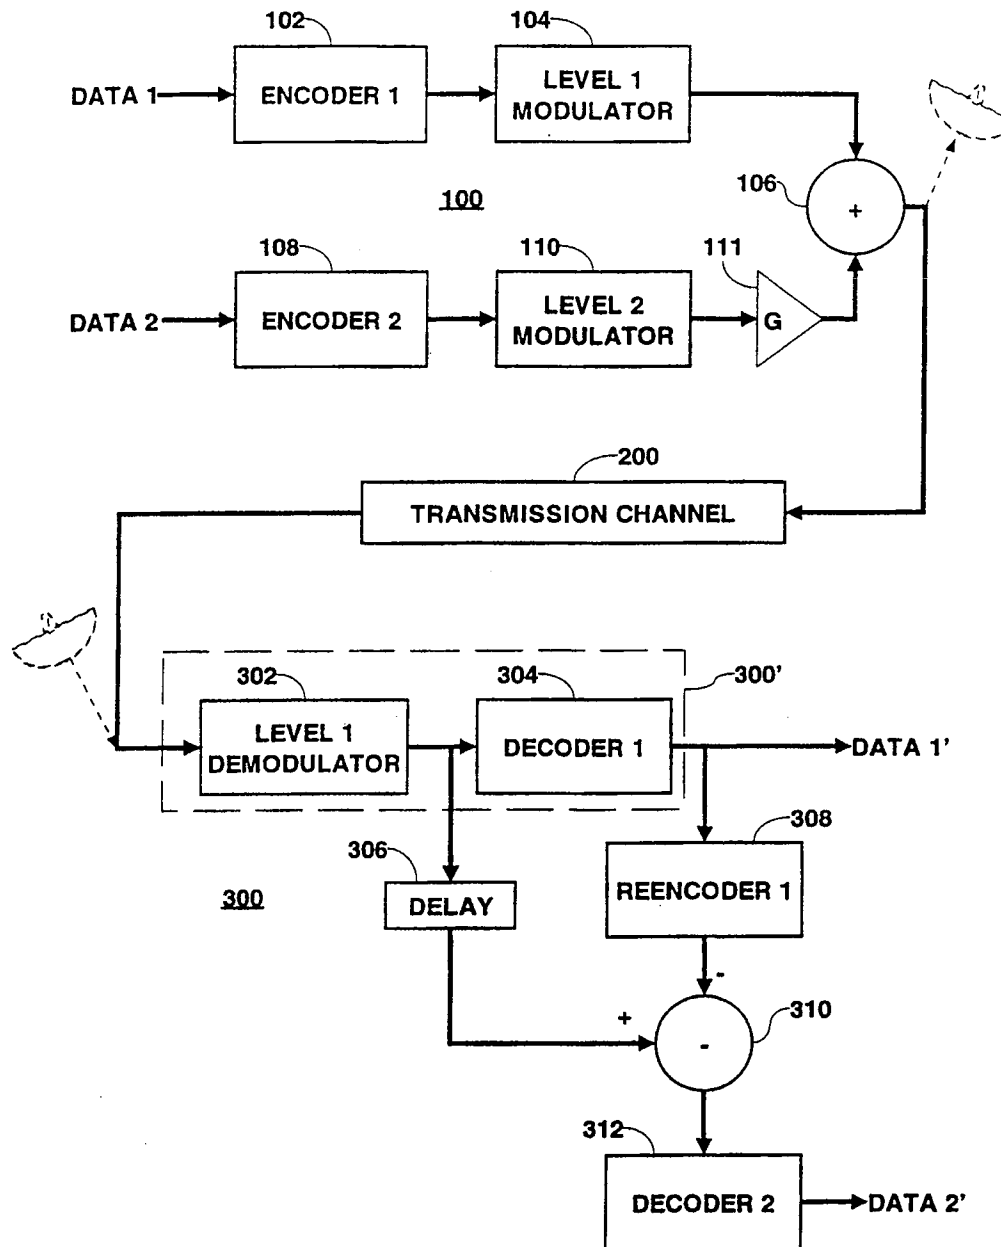 102
104
DATA 1
ENCODER 1
LEVEL 1
MODULATOR
106
+
100
108
110
111
DATA 2
ENCODER 2
LEVEL 2
MODULATOR
G
200
TRANSMISSION CHANNEL
302
304
300'
LEVEL 1
DEMODULATOR
DECODER 1
DATA 1'
306
308
300
DELAY
REENCODER 1
-
+
310
-
312
DECODER 2
DATA 2'